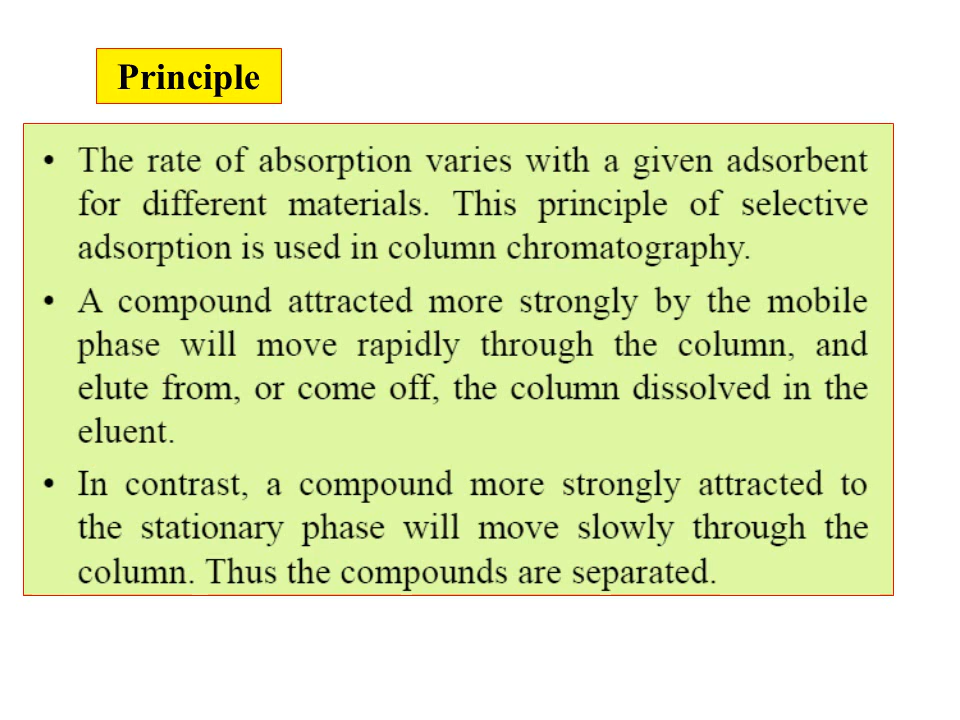 Principle
• The rate of absorption varies with a given adsorbent
for different materials. This principle of selective
adsorption is used in column chromatography.
• A compound attracted more strongly by the mobile
phase will move rapidly through the column, and
elute from, or come off, the column dissolved in the
eluent.
• In contrast, a compound more strongly attracted to
the stationary phase will move slowly through the
column. Thus the compounds are separated.